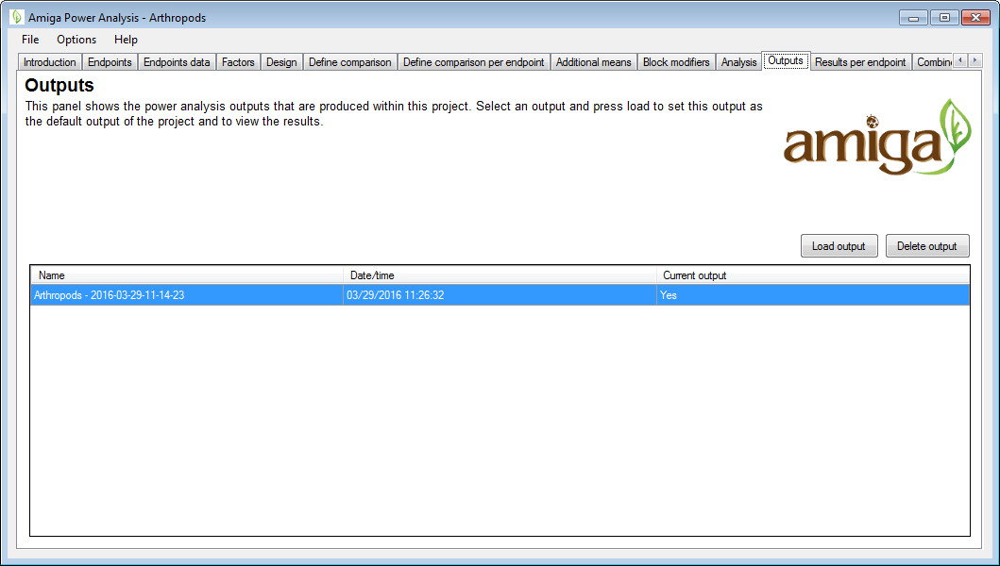 Amiga Power Analysis - Arthropods
File Options Help
Introduction Endpoints Endpoints data Factors Design Define comparison Define comparison per endpoint Additional means Block modifiers Analysis Outputs Results per endpoint Combin
Outputs
This panel shows the power analysis outputs that are produced within this project. Select an output and press load to set this output as
the default output of the project and to view the results.
amiga
Load output Delete output
Name Date/time Current output
Arthropods - 2016-03-29-11-14-23 03/29/2016 11:26:32 Yes